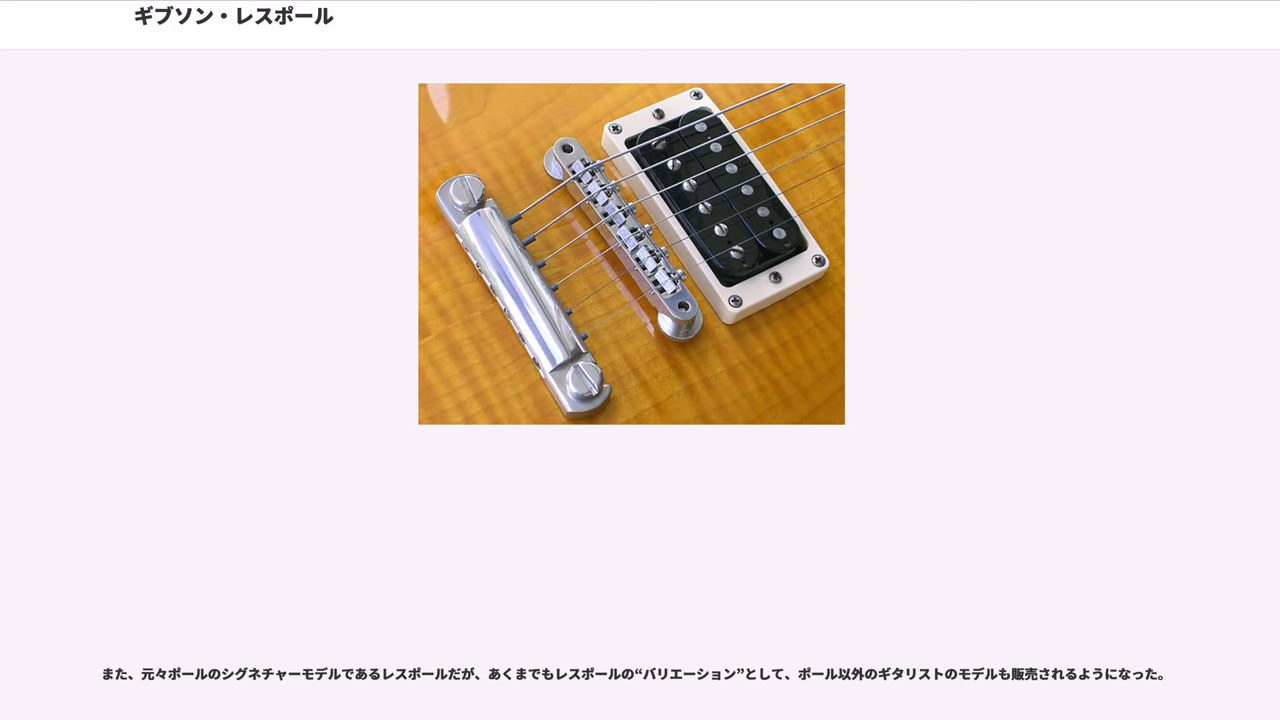 ギブソン・レスポール
また、元々ポールのシグネチャーモデルであるレスポールだが、あくまでもレスポールの“バリエーション”として、ポール以外のギタリストのモデルも販売されるようになった。